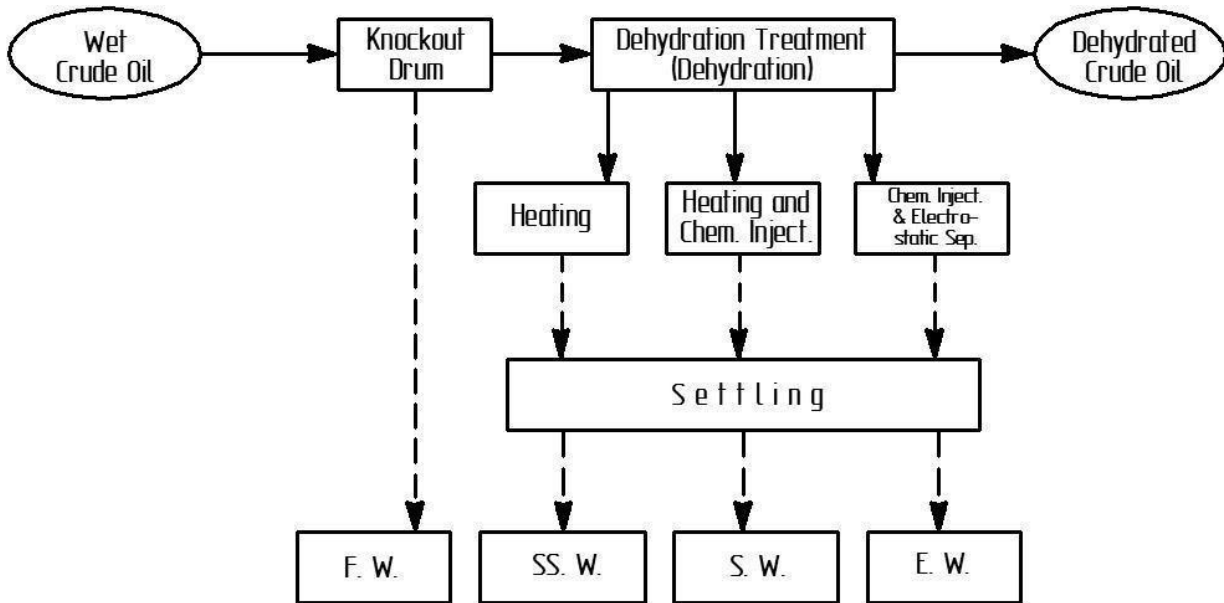 Wet
Crude Oil
Knockout
Drum
Dehydration Treatment
(Dehydration)
Dehydrated
Crude Oil
Heating
Heating and
Chem. Inject.
Chem. Inject.
& Electro-
static Sep.
Settling
F. W.
SS. W.
S. W.
E. W.